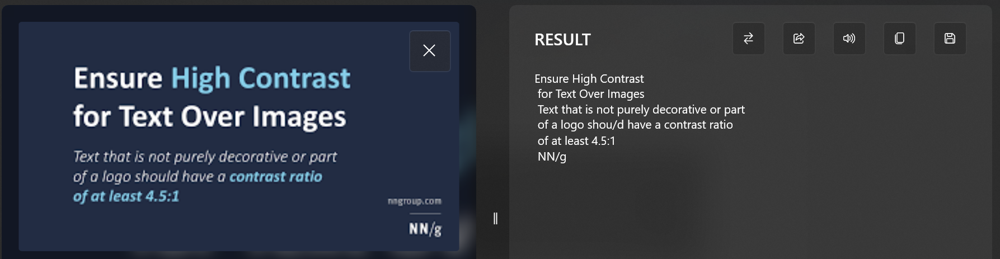 Ensure High Contrast
for Text Over Images
Text that is not purely decorative or part
of a logo should have a contrast ratio
of at least 4.5:1
nngroup.com
NN/g
RESULT
Ensure High Contrast
for Text Over Images
Text that is not purely decorative or part
of a logo shou/d have a contrast ratio
of at least 4.5:1
NN/g